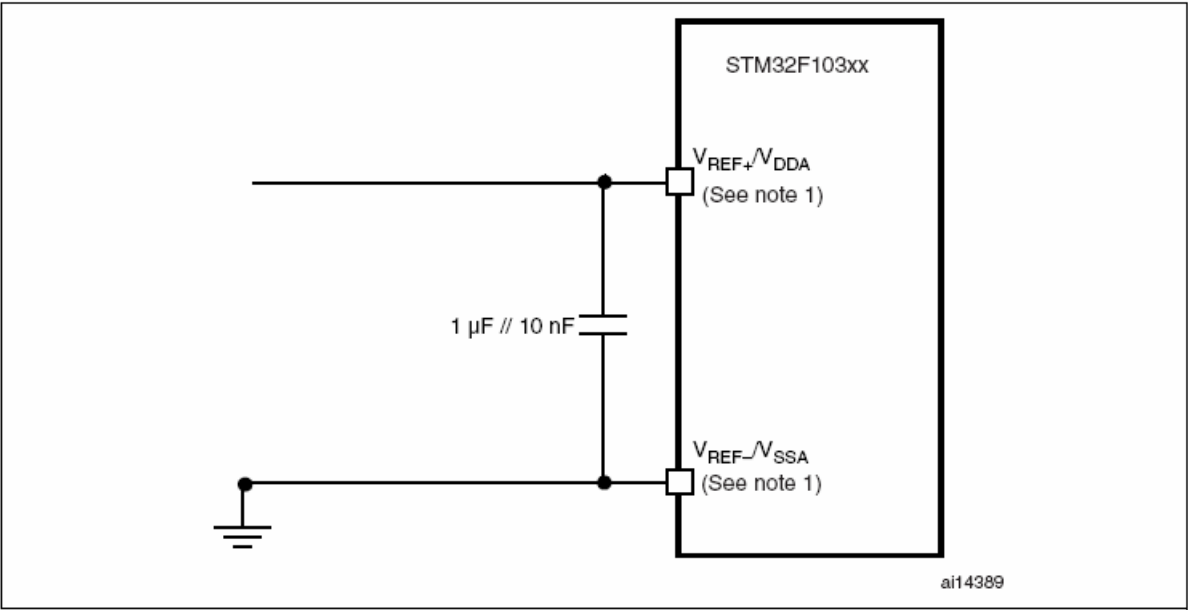 STM32F103xx
VREF+/VDDA
(See note 1)
1 µF // 10 nF
VREF–/VSSA
(See note 1)
ai14389